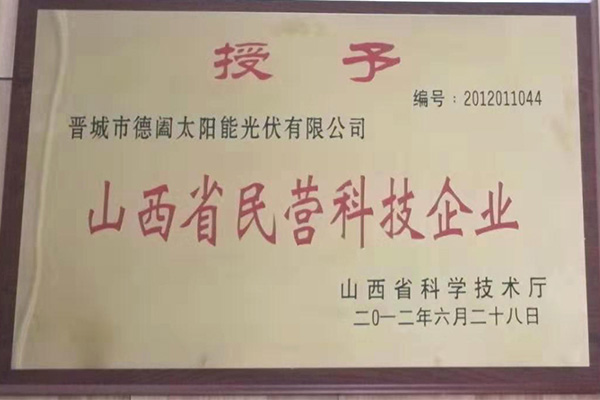 授予
编号：2012011044
晋城市德阖太阳能光伏有限公司
山西省民营科技企业
山西省科学技术厅
二0一二年六月二十八日